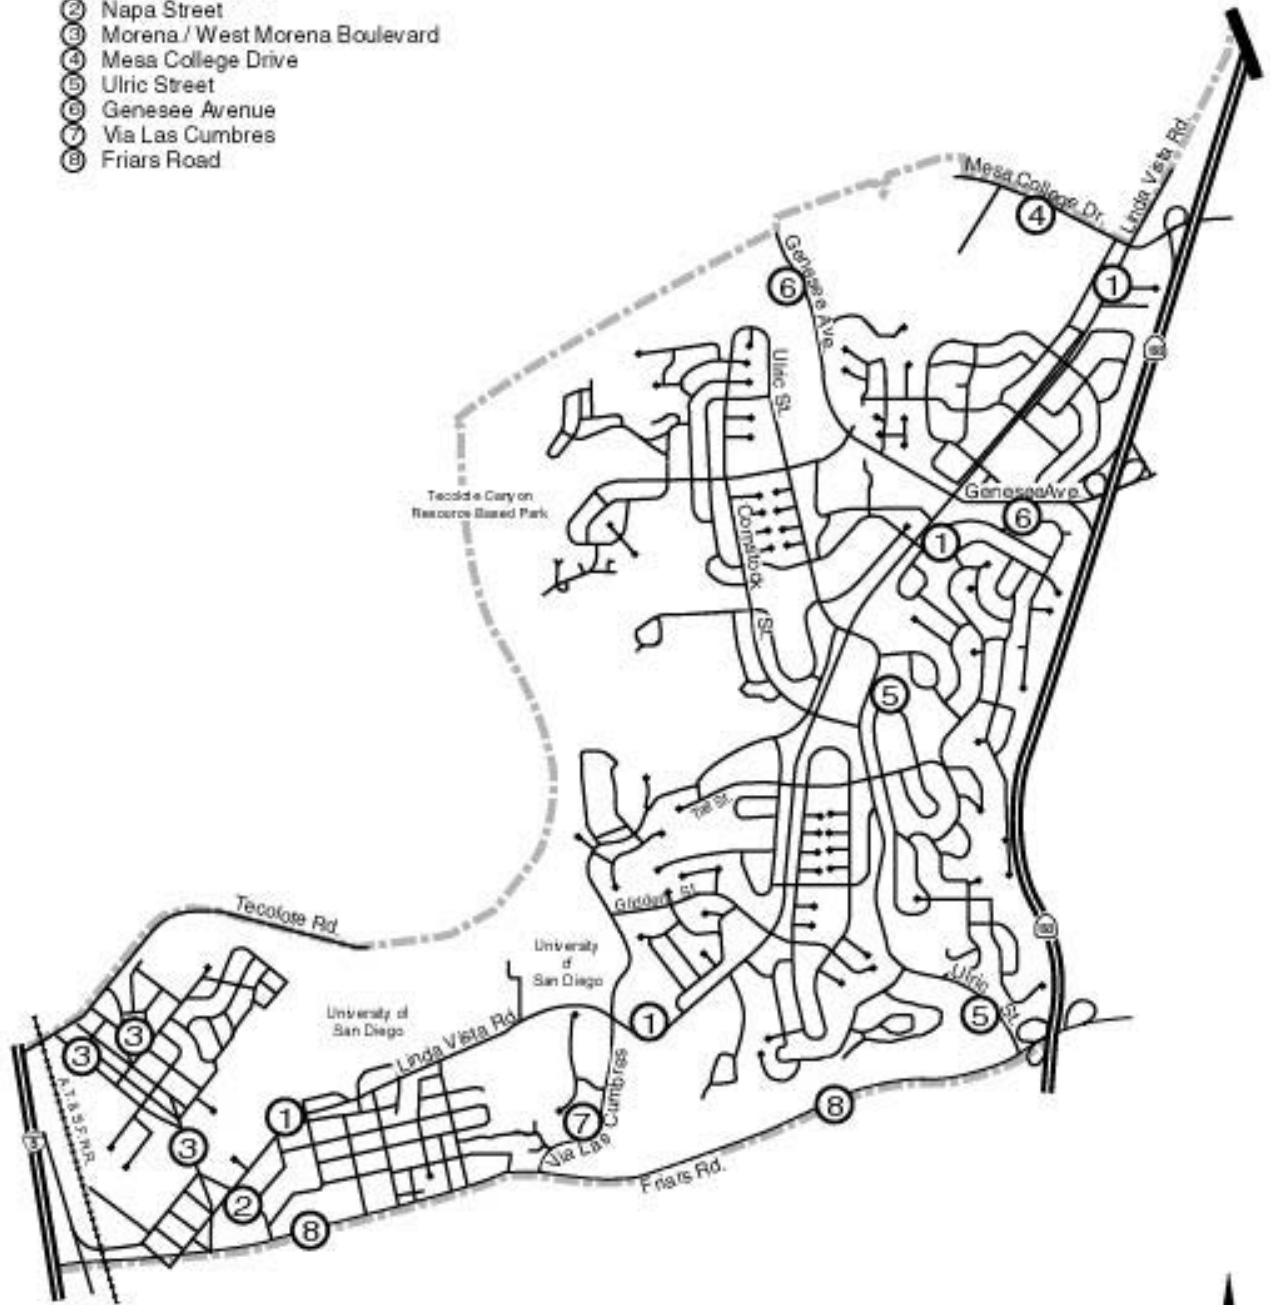 ② Napa Street
③ Morena / West Morena Boulevard
④ Mesa College Drive
⑤ Ulric Street
⑥ Genesee Avenue
⑦ Via Las Cumbres
⑧ Friars Road
Mesa College Dr.
Linda Vista Rd.
4
1
Genesee Ave.
6
Ulric St.
Tecolote Canyon
Resource Based Park
Genesee Ave.
6
1
Comstock St.
5
Glidden St.
Tecolote Rd.
University
of
San Diego
University of
San Diego
Linda Vista Rd.
1
Ulric St.
5
3
3
A.T.& S.F. R.R.
1
3
7
Via Las Cumbres
8
Friars Rd.
2
8